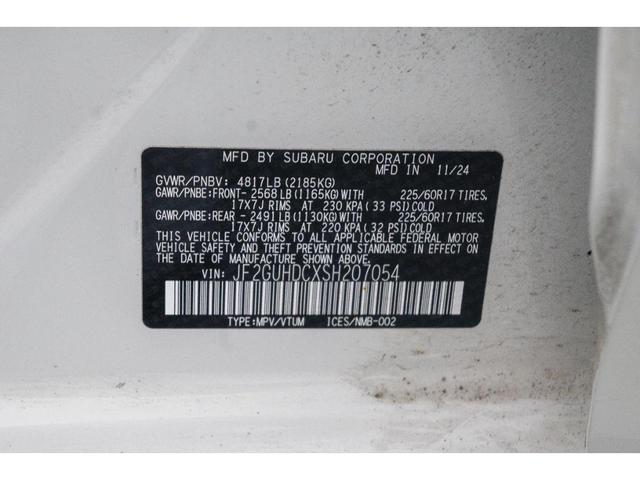 MFD BY SUBARU CORPORATION
MFD IN 11/24
GVWR/PNBV: 4817LB (2185KG)
GAWR/PNBE:FRONT- 2568 LB (1165KG) WITH 225/60R17 TIRES,
17X7J RIMS AT 230 KPA (33 PSI) COLD
GAWR/PNBE:REAR - 2491 LB (1130KG) WITH 225/60R17 TIRES,
17X7J RIMS AT 220 KPA (32 PSI) COLD
THIS VEHICLE CONFORMS TO ALL APPLICABLE FEDERAL MOTOR
VEHICLE SAFETY, BUMPER, AND THEFT PREVENTION STANDARDS IN EFFECT
ON THE DATE OF MANUFACTURE SHOWN ABOVE.
VIN: JF2GUHDCXSH207054
TYPE:MPV/VTUM ICES/NMB-002